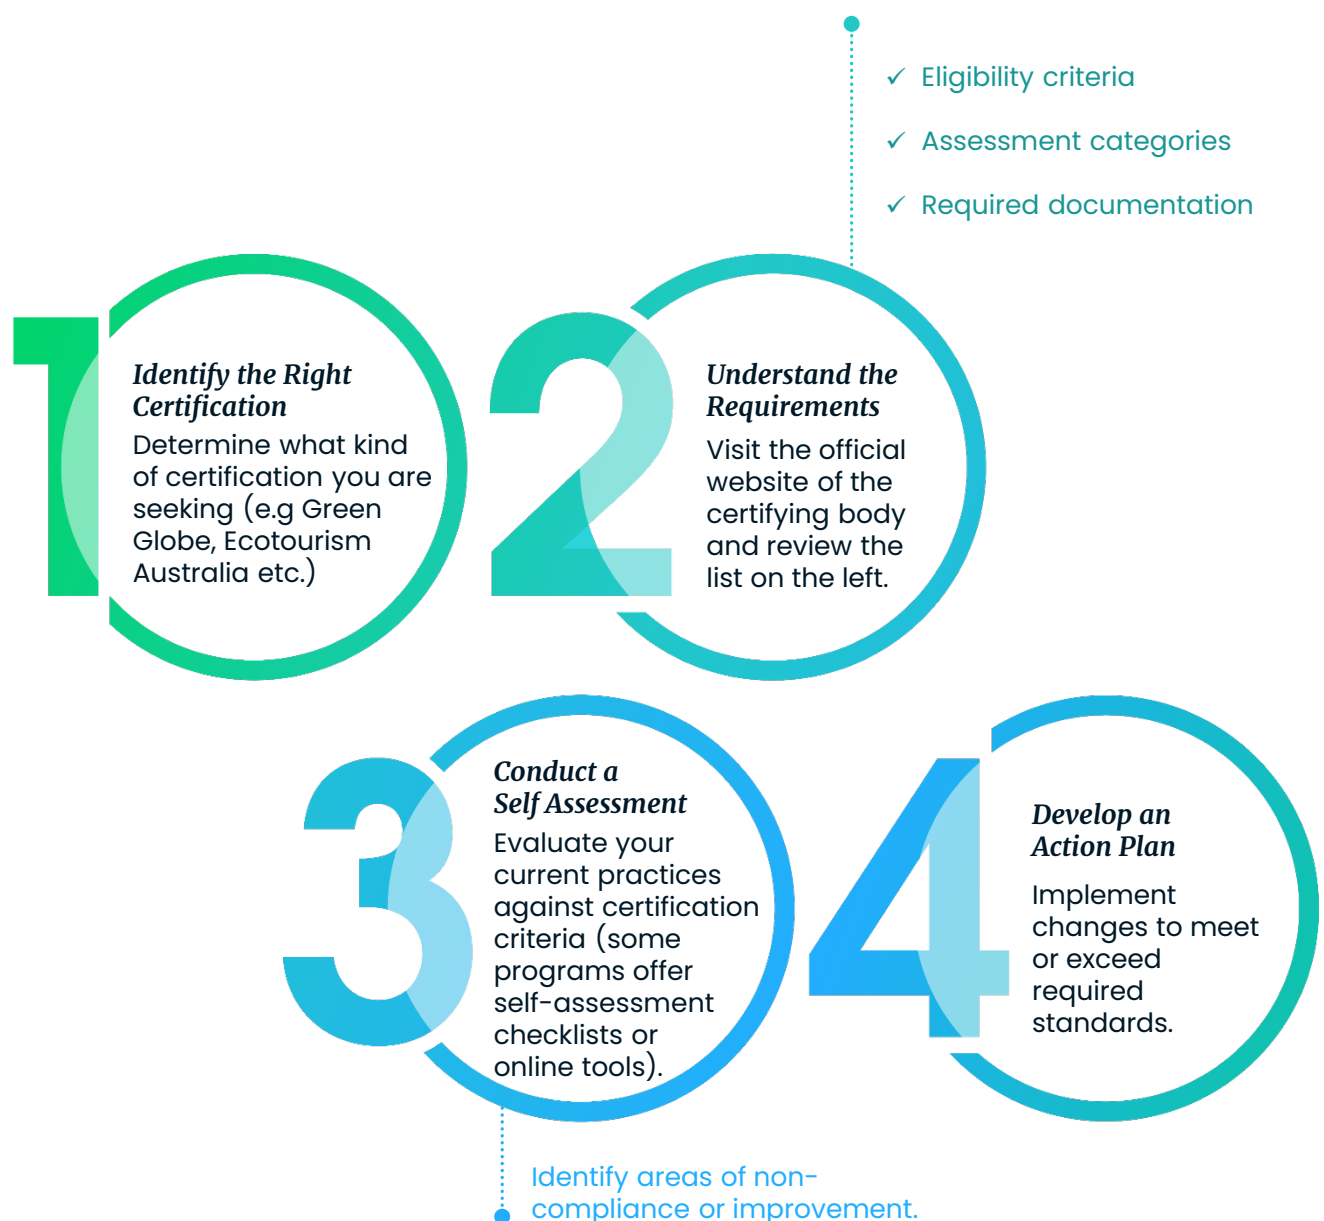 ✓ Eligibility criteria
✓ Assessment categories
✓ Required documentation
1
Identify the Right
Certification
Determine what kind
of certification you are
seeking (e.g Green
Globe, Ecotourism
Australia etc.)
2
Understand the
Requirements
Visit the official
website of the
certifying body
and review the
list on the left.
3
Conduct a
Self Assessment
Evaluate your
current practices
against certification
criteria (some
programs offer
self-assessment
checklists or
online tools).
Identify areas of non-
compliance or improvement.
4
Develop an
Action Plan
Implement
changes to meet
or exceed
required
standards.